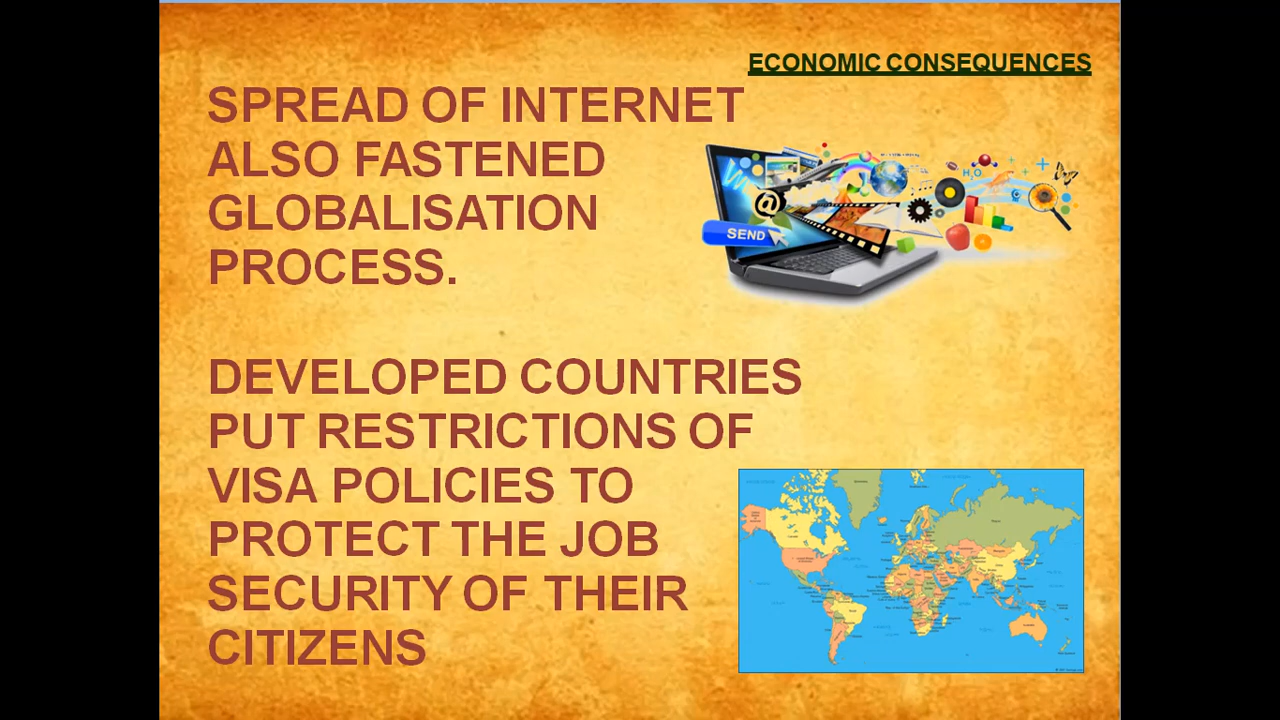 ECONOMIC CONSEQUENCES
SPREAD OF INTERNET
ALSO FASTENED
GLOBALISATION
PROCESS.
@
SEND
H₂O
DEVELOPED COUNTRIES
PUT RESTRICTIONS OF
VISA POLICIES TO
PROTECT THE JOB
SECURITY OF THEIR
CITIZENS